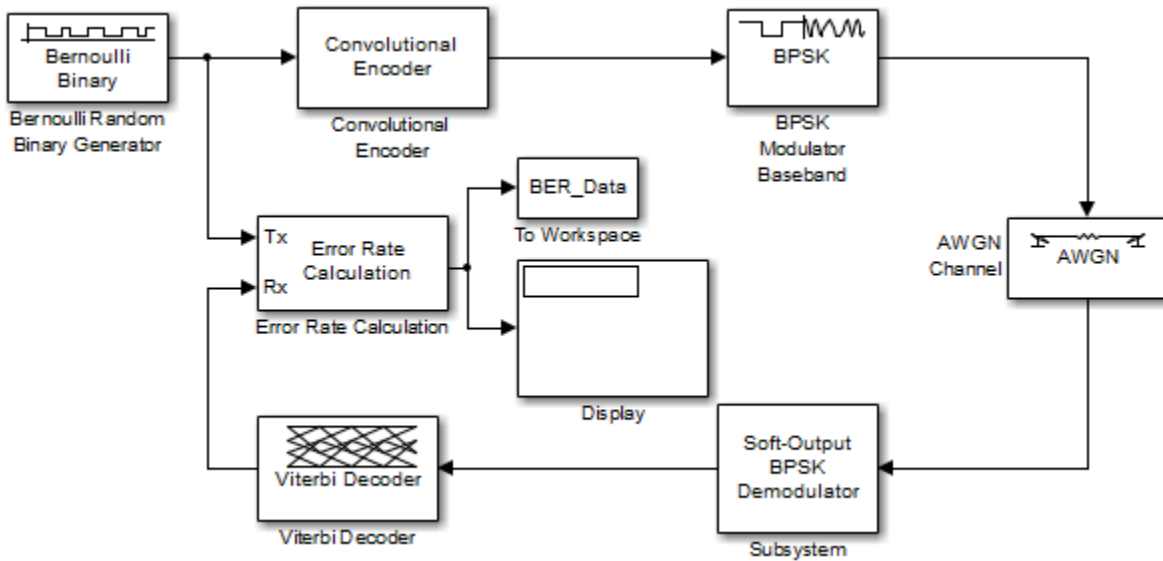 Bernoulli
Binary
Bernoulli Random
Binary Generator
Convolutional
Encoder
Convolutional
Encoder
BPSK
BPSK
Modulator
Baseband
BER_Data
To Workspace
Tx
Rx
Error Rate
Calculation
Error Rate Calculation
Display
AWGN
Channel
AWGN
Viterbi Decoder
Viterbi Decoder
Soft-Output
BPSK
Demodulator
Subsystem